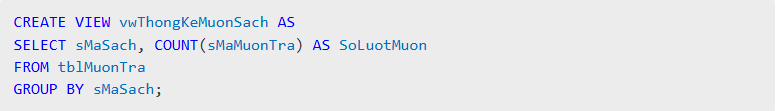 CREATE VIEW vwThongKeMuonSach AS
SELECT sMaSach, COUNT(sMaMuonTra) AS SoLuotMuon
FROM tblMuonTra
GROUP BY sMaSach;